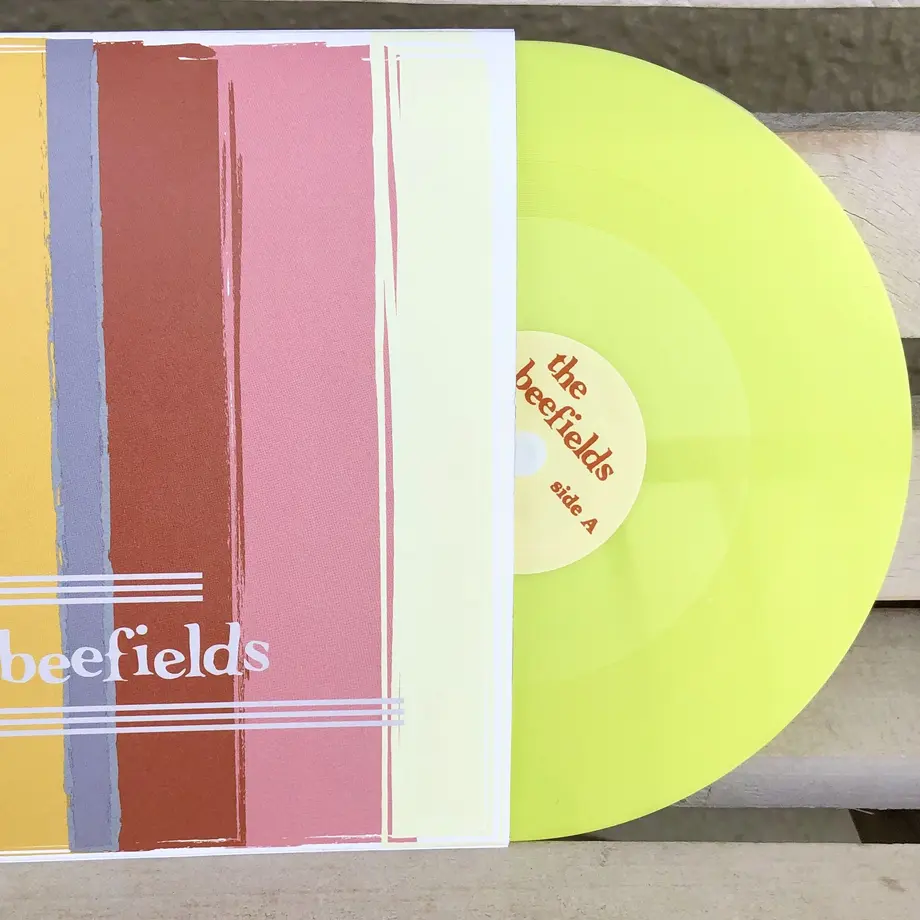 beefields
the
beefields
side A